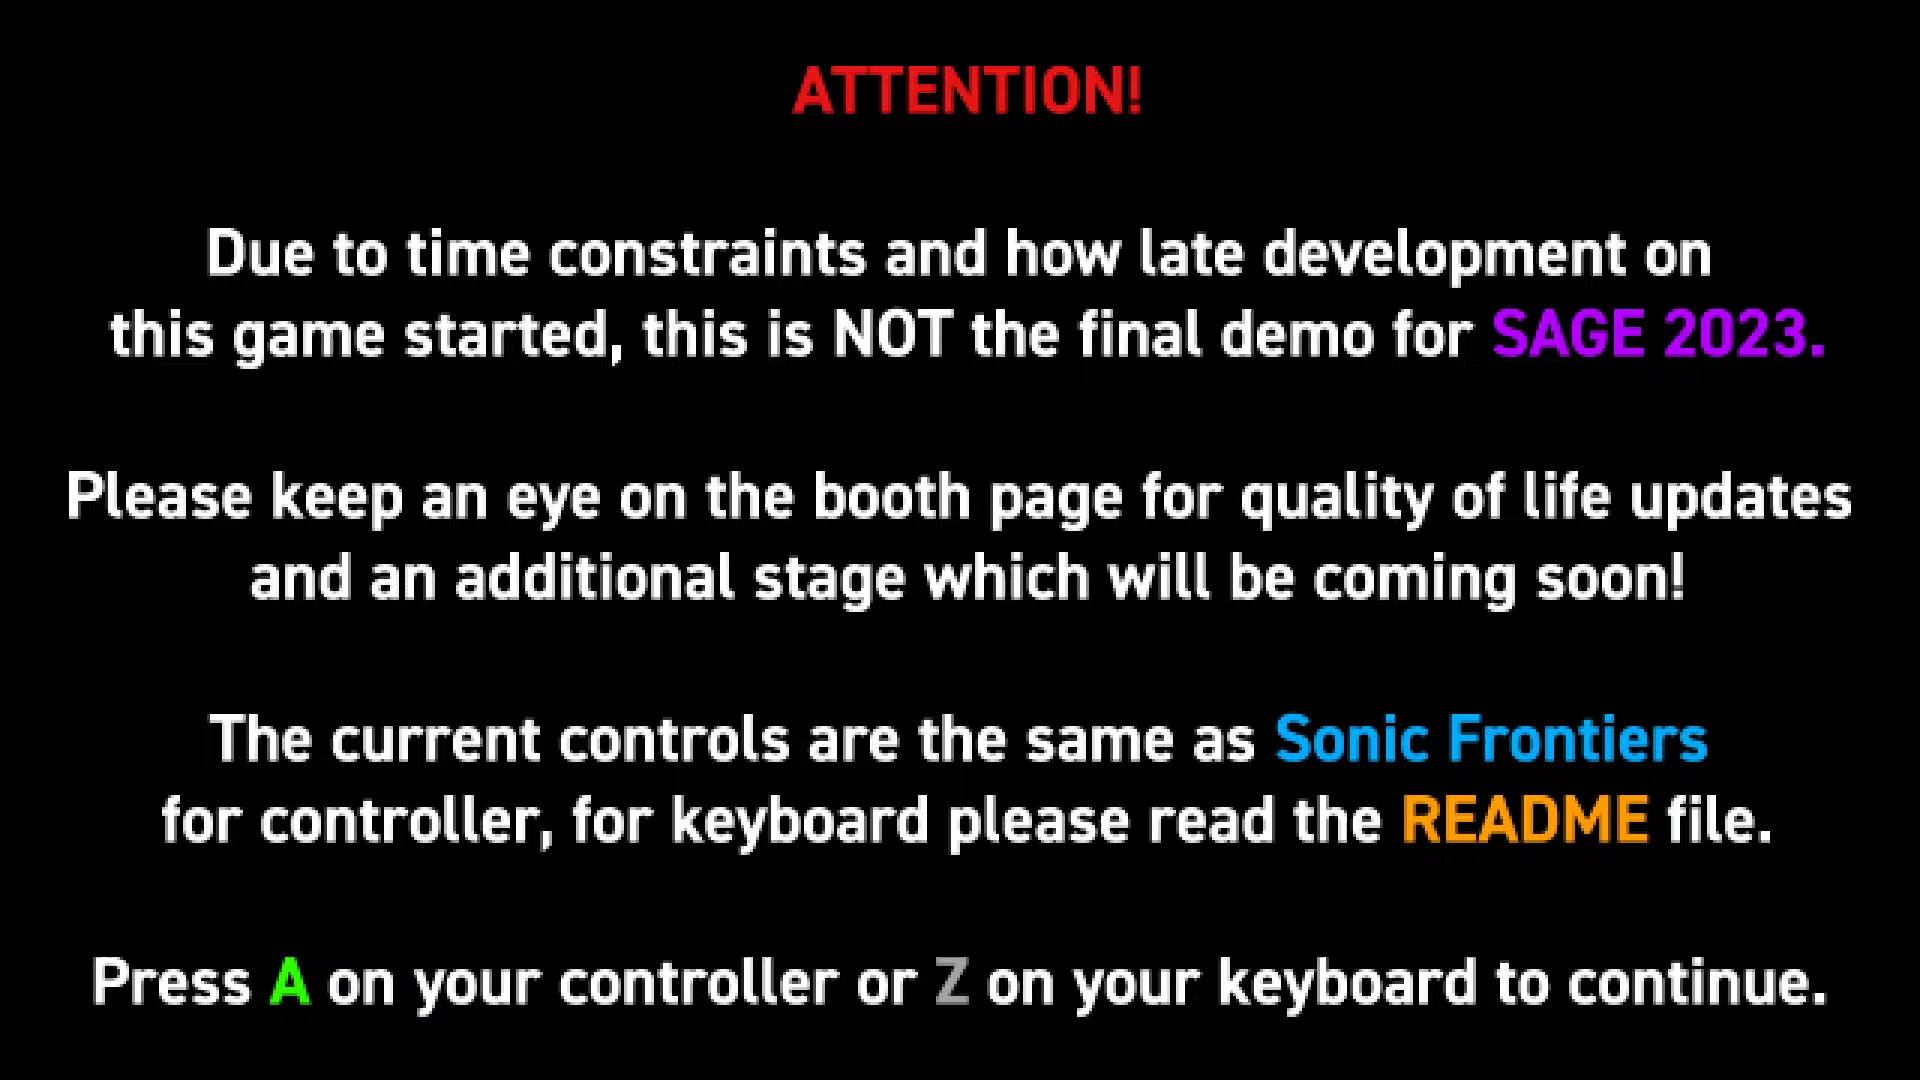 ATTENTION!
Due to time constraints and how late development on
this game started, this is NOT the final demo for SAGE 2023.
Please keep an eye on the booth page for quality of life updates
and an additional stage which will be coming soon!
The current controls are the same as Sonic Frontiers
for controller, for keyboard please read the README file.
Press A on your controller or Z on your keyboard to continue.